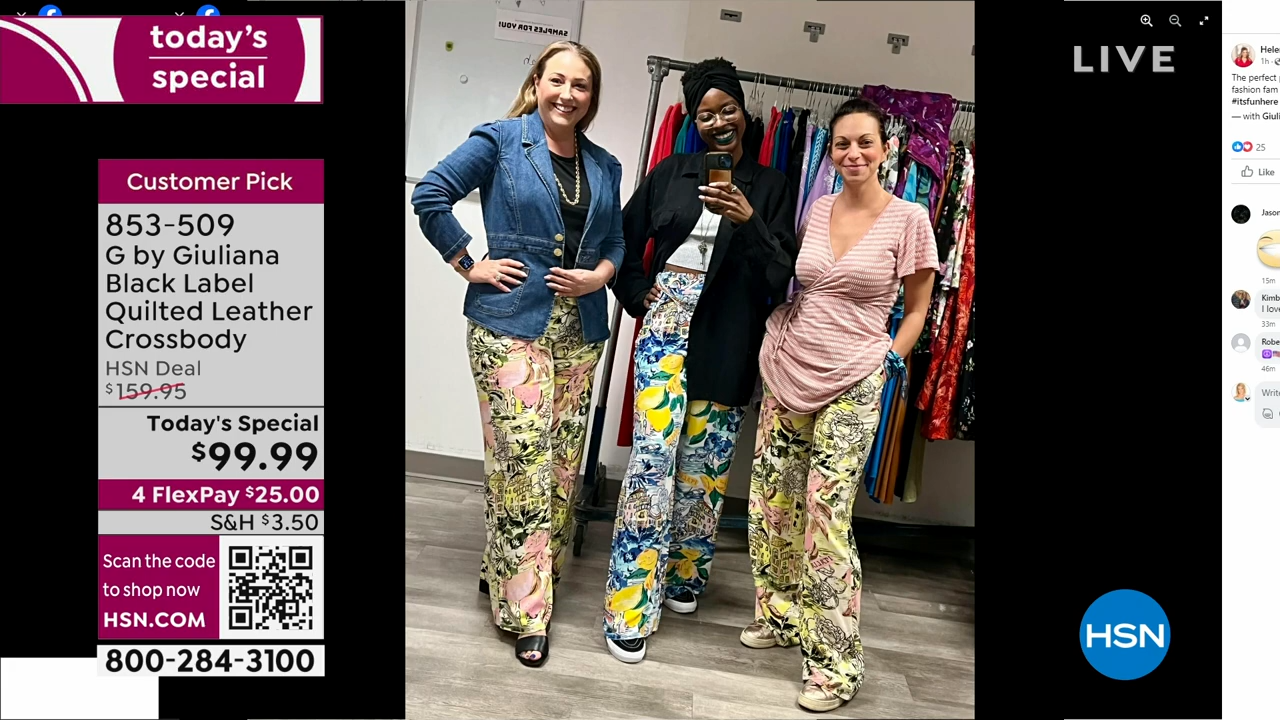 today's
special
Customer Pick
853-509
G by Giuliana
Black Label
Quilted Leather
Crossbody
HSN Deal
$159.95
Today's Special
$99.99
4 FlexPay $25.00
S&H $3.50
Scan the code
to shop now
HSN.COM
800-284-3100
SAMPLES FOR YOU!
LIVE
HSN
1h
The perfect
fashion fam
#itsfunhere
— with Giuli
25
Like
15m
I love
33m
46m